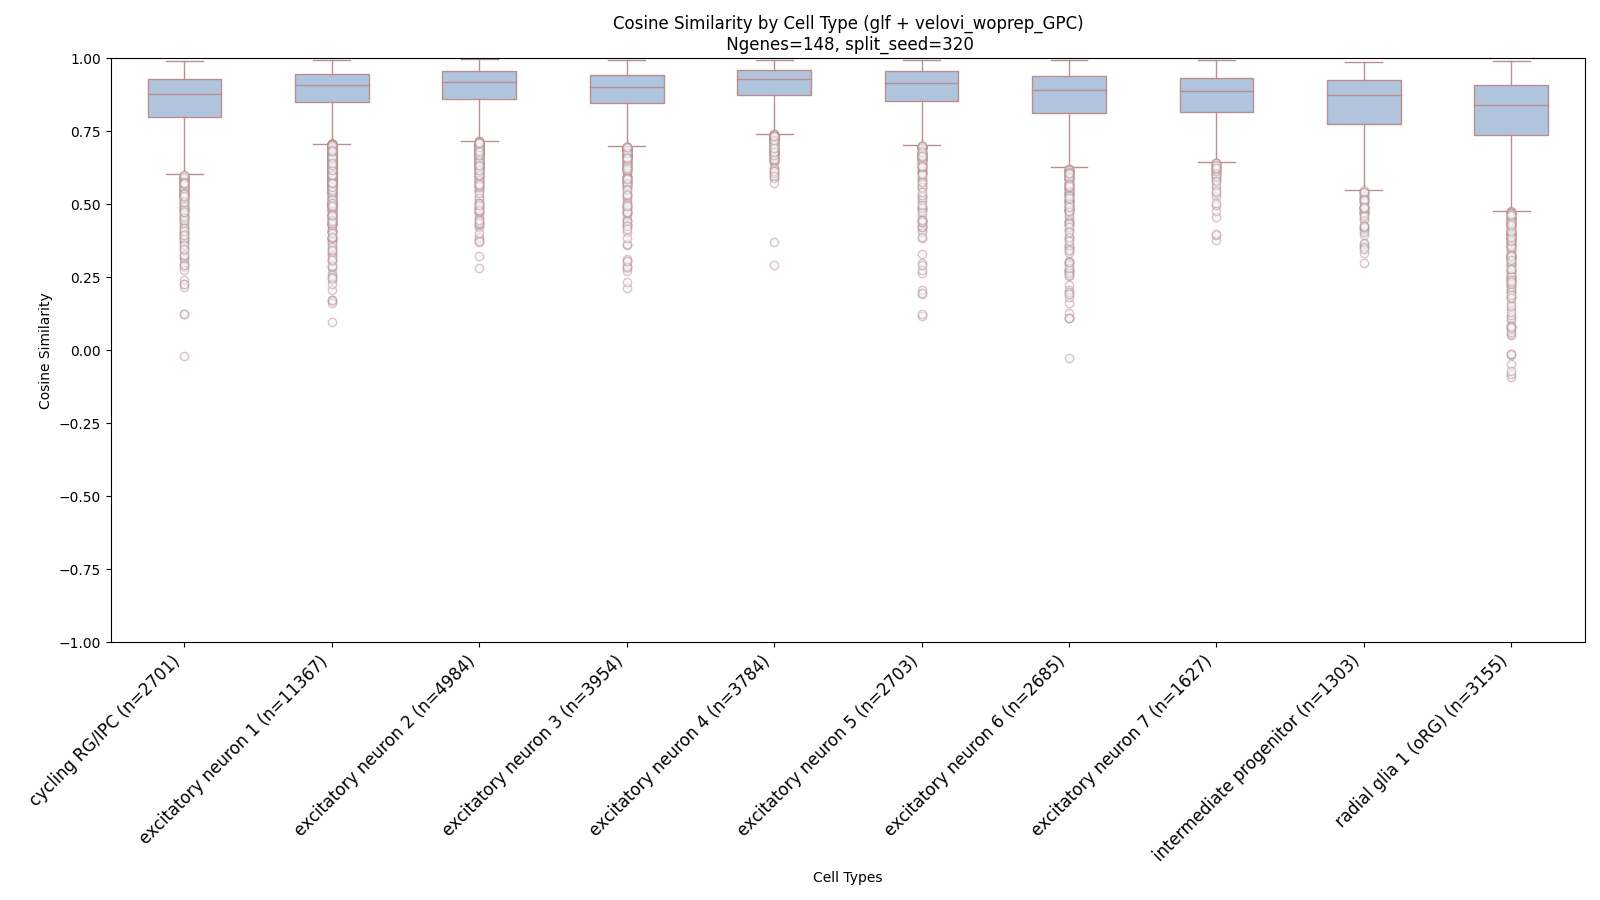 Cosine Similarity by Cell Type (glf + velovi_woprep_GPC)
Ngenes=148, split_seed=320
Cosine Similarity
1.00
0.75
0.50
0.25
0.00
−0.25
−0.50
−0.75
−1.00
cycling RG/IPC (n=2701)
excitatory neuron 1 (n=11367)
excitatory neuron 2 (n=4984)
excitatory neuron 3 (n=3954)
excitatory neuron 4 (n=3784)
excitatory neuron 5 (n=2703)
excitatory neuron 6 (n=2685)
excitatory neuron 7 (n=1627)
intermediate progenitor (n=1303)
radial glia 1 (oRG) (n=3155)
Cell Types